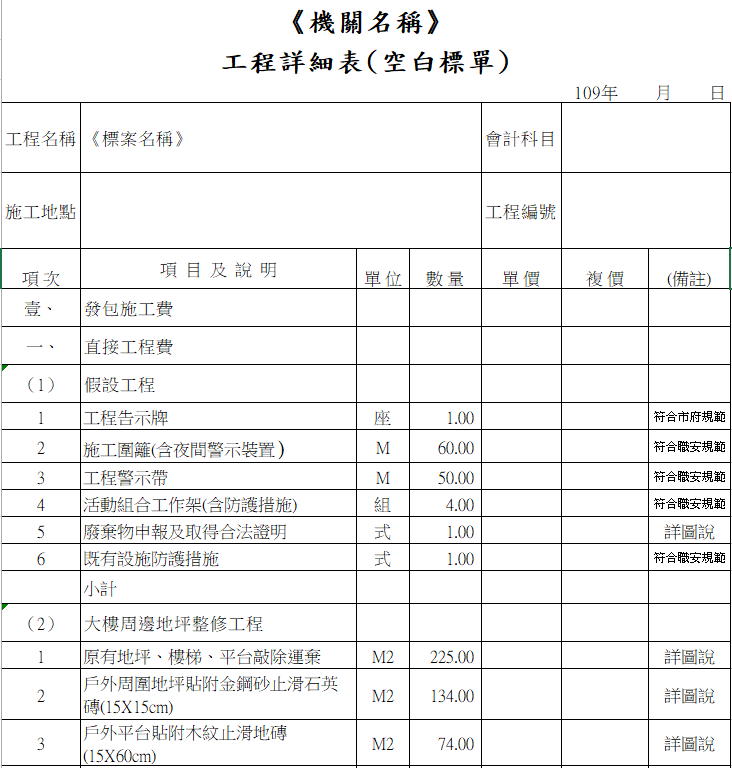 《機關名稱》
工程詳細表(空白標單)
109年 月 日
工程名稱 《標案名稱》 會計科目
施工地點 工程編號
項次 項目及說明 單位 數量 單價 複價 (備註)
壹、 發包施工費
一、 直接工程費
(1) 假設工程
1 工程告示牌 座 1.00 符合市府規範
2 施工圍籬(含夜間警示裝置) M 60.00 符合職安規範
3 工程警示帶 M 50.00 符合職安規範
4 活動組合工作架(含防護措施) 組 4.00 符合職安規範
5 廢棄物申報及取得合法證明 式 1.00 詳圖說
6 既有設施防護措施 式 1.00 符合職安規範
小計
(2) 大樓周邊地坪整修工程
1 原有地坪、樓梯、平台敲除運棄 M2 225.00 詳圖說
2 戶外周圍地坪貼附金鋼砂止滑石英
磚(15X15cm) M2 134.00 詳圖說
3 戶外平台貼附木紋止滑地磚
(15X60cm) M2 74.00 詳圖說